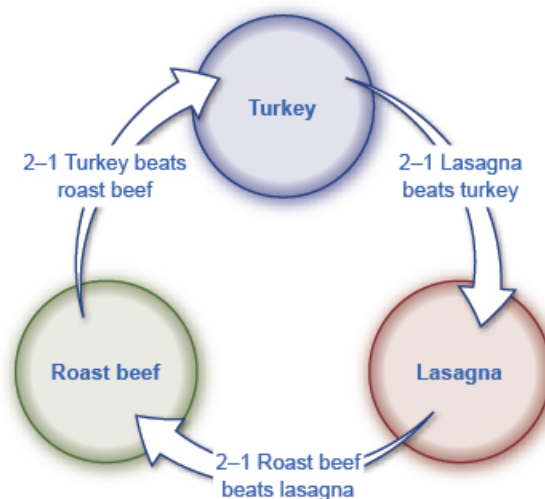 Turkey
2–1 Turkey beats
roast beef
2–1 Lasagna
beats turkey
Roast beef
Lasagna
2–1 Roast beef
beats lasagna